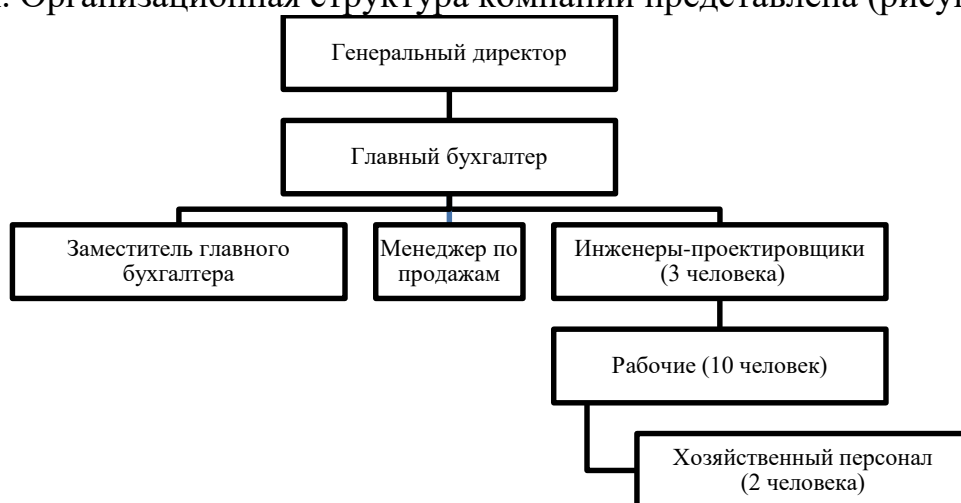 . Организационная структура компании представлена (рисун
Генеральный директор
Главный бухгалтер
Заместитель главного
бухгалтера
Менеджер по
продажам
Инженеры-проектировщики
(3 человека)
Рабочие (10 человек)
Хозяйственный персонал
(2 человека)